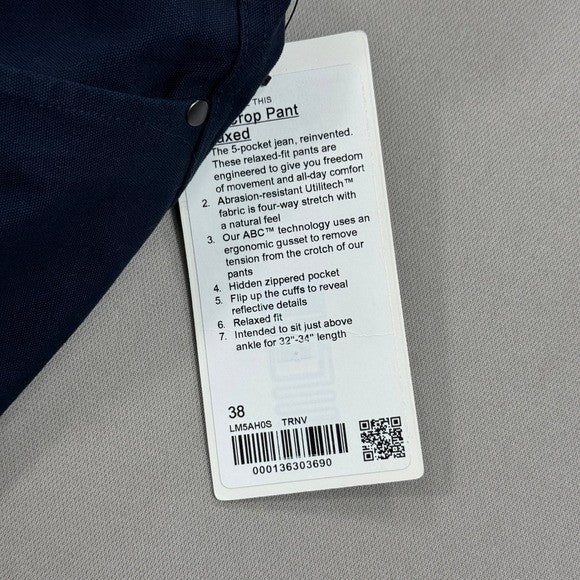 THIS
Crop Pant
The 5-pocket jean, reinvented.
These relaxed-fit pants are
engineered to give you freedom
of movement and all-day comfort
2. Abrasion-resistant Utilitech™
fabric is four-way stretch with
a natural feel
3. Our ABC™ technology uses an
ergonomic gusset to remove
tension from the crotch of our
pants
4. Hidden zippered pocket
5. Flip up the cuffs to reveal
reflective details
6. Relaxed fit
7. Intended to sit just above
ankle for 32"-34" length
38
LM5AH0S TRNV
000136303690